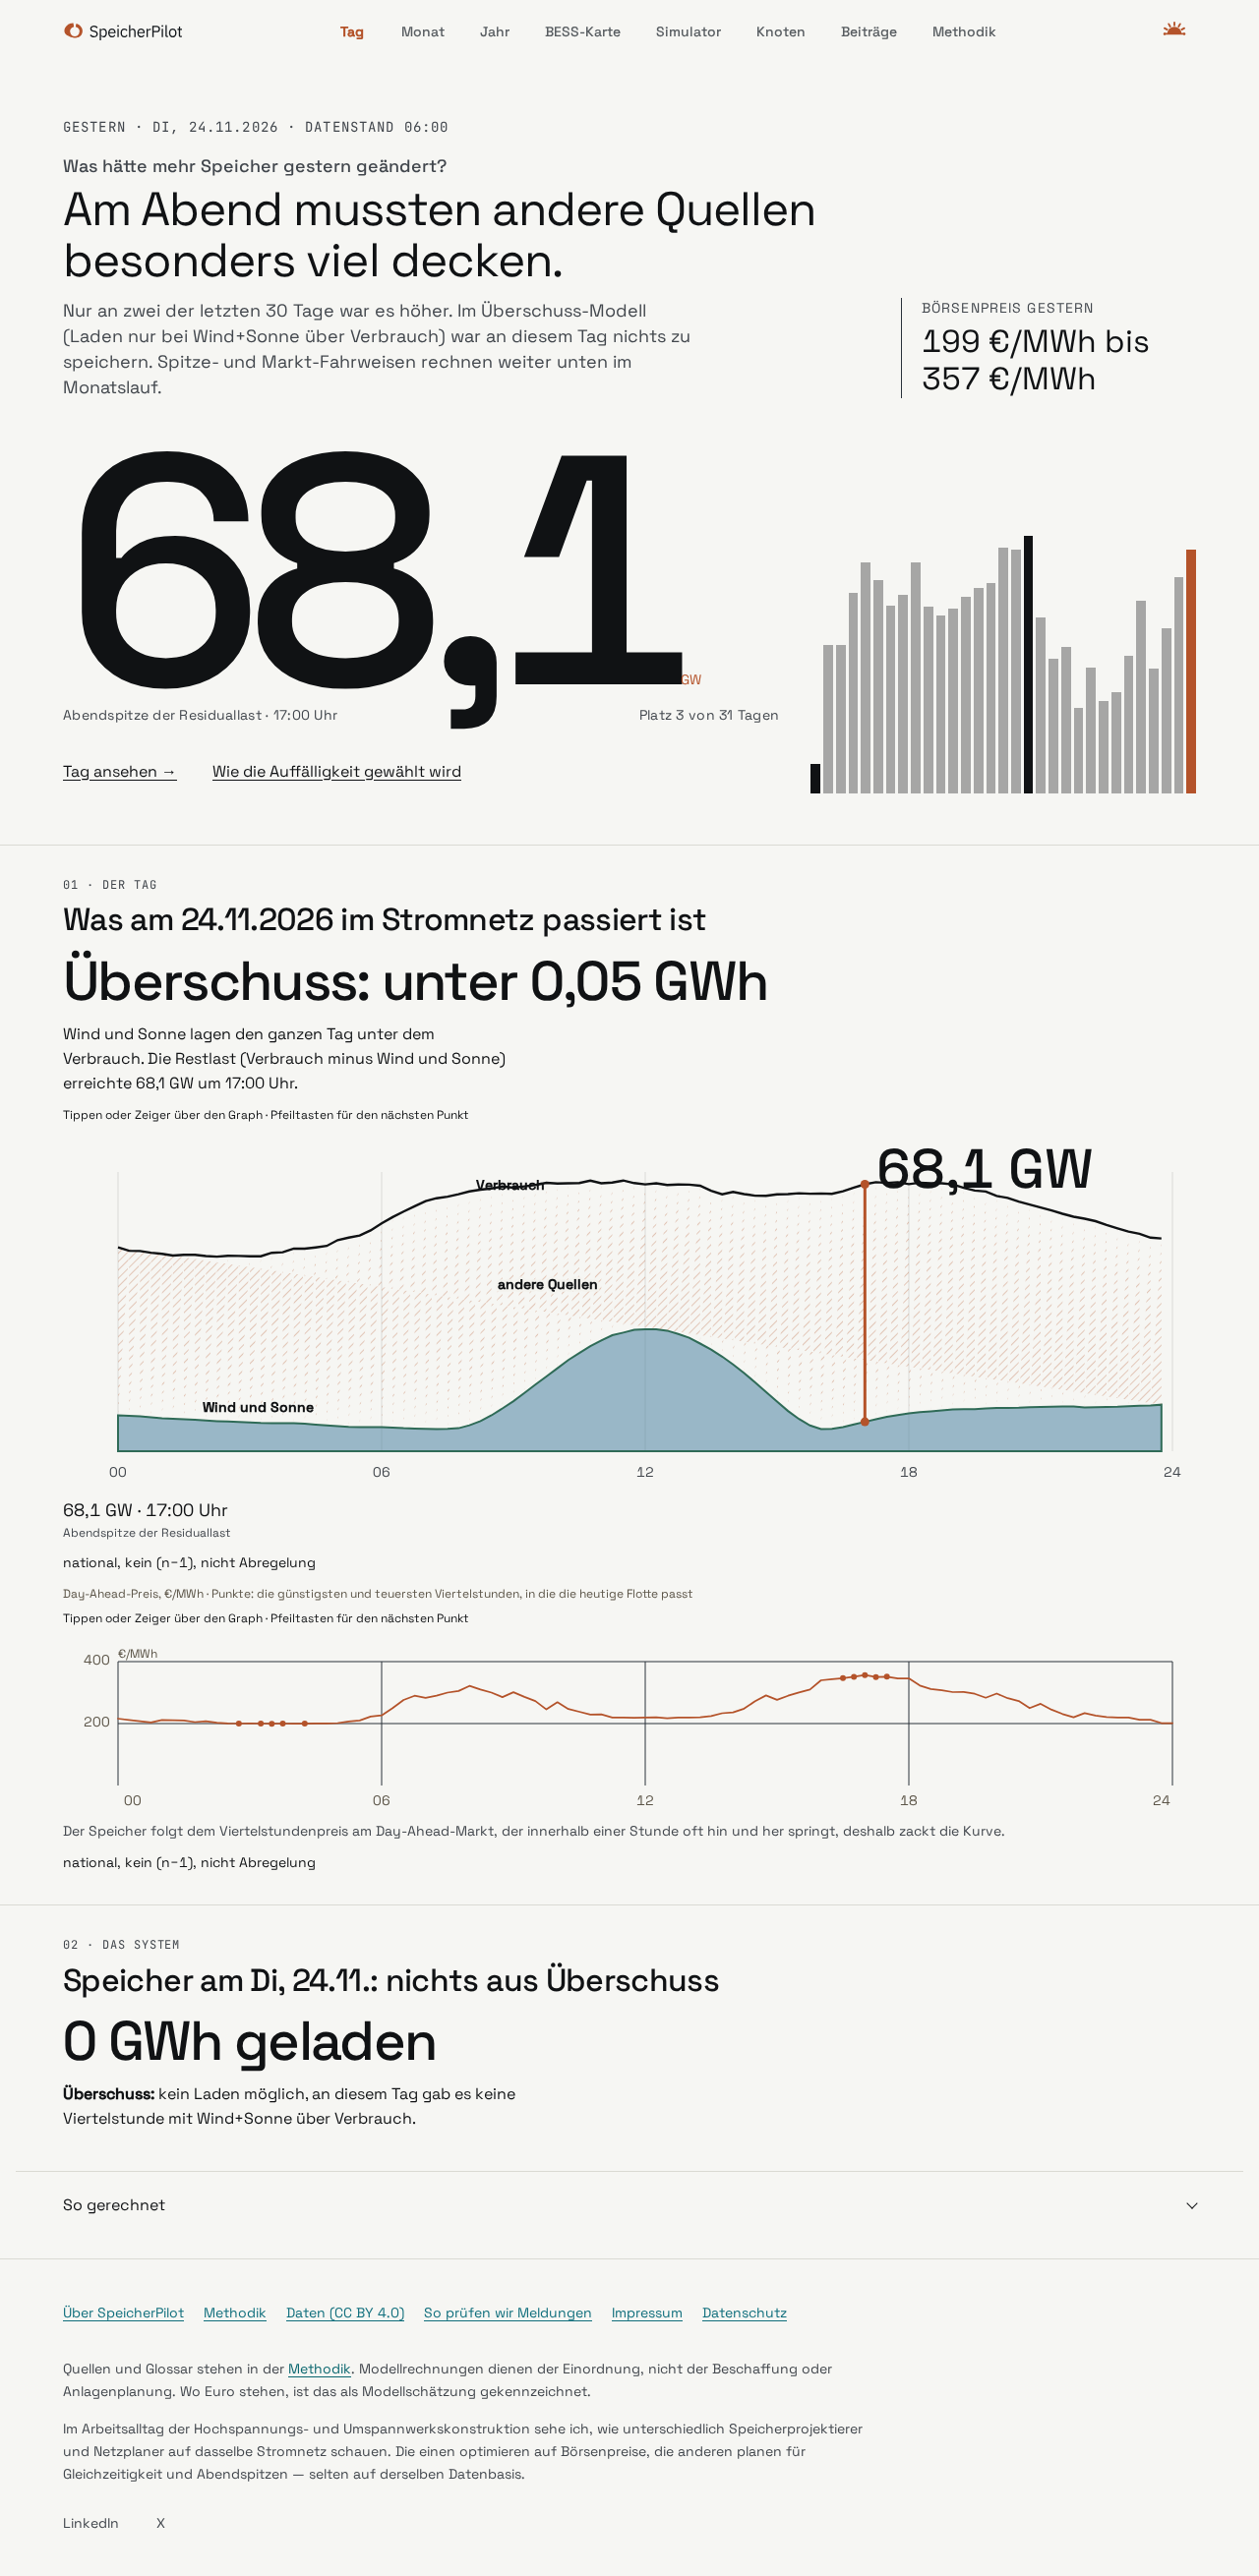 SpeicherPilot
Tag Monat Jahr BESS-Karte Simulator Knoten Beiträge Methodik
GESTERN · DI, 24.11.2026 · DATENSTAND 06:00
Was hätte mehr Speicher gestern geändert?
Am Abend mussten andere Quellen
besonders viel decken.
Nur an zwei der letzten 30 Tage war es höher. Im Überschuss-Modell
(Laden nur bei Wind+Sonne über Verbrauch) war an diesem Tag nichts zu
speichern. Spitze- und Markt-Fahrweisen rechnen weiter unten im
Monatslauf.
BÖRSENPREIS GESTERN
199 €/MWh bis
357 €/MWh
68,1 GW
Abendspitze der Residuallast · 17:00 Uhr
Platz 3 von 31 Tagen
Tag ansehen →
Wie die Auffälligkeit gewählt wird
01 · DER TAG
Was am 24.11.2026 im Stromnetz passiert ist
Überschuss: unter 0,05 GWh
Wind und Sonne lagen den ganzen Tag unter dem
Verbrauch. Die Restlast (Verbrauch minus Wind und Sonne)
erreichte 68,1 GW um 17:00 Uhr.
Tippen oder Zeiger über den Graph · Pfeiltasten für den nächsten Punkt
68,1 GW
Verbrauch
andere Quellen
Wind und Sonne
00 06 12 18 24
68,1 GW · 17:00 Uhr
Abendspitze der Residuallast
national, kein (n−1), nicht Abregelung
Day-Ahead-Preis, €/MWh · Punkte: die günstigsten und teuersten Viertelstunden, in die die heutige Flotte passt
Tippen oder Zeiger über den Graph · Pfeiltasten für den nächsten Punkt
€/MWh
400
200
00 06 12 18 24
Der Speicher folgt dem Viertelstundenpreis am Day-Ahead-Markt, der innerhalb einer Stunde oft hin und her springt, deshalb zackt die Kurve.
national, kein (n−1), nicht Abregelung
02 · DAS SYSTEM
Speicher am Di, 24.11.: nichts aus Überschuss
0 GWh geladen
Überschuss: kein Laden möglich, an diesem Tag gab es keine
Viertelstunde mit Wind+Sonne über Verbrauch.
So gerechnet
Über SpeicherPilot Methodik Daten (CC BY 4.0) So prüfen wir Meldungen Impressum Datenschutz
Quellen und Glossar stehen in der Methodik. Modellrechnungen dienen der Einordnung, nicht der Beschaffung oder
Anlagenplanung. Wo Euro stehen, ist das als Modellschätzung gekennzeichnet.
Im Arbeitsalltag der Hochspannungs- und Umspannwerkskonstruktion sehe ich, wie unterschiedlich Speicherprojektierer
und Netzplaner auf dasselbe Stromnetz schauen. Die einen optimieren auf Börsenpreise, die anderen planen für
Gleichzeitigkeit und Abendspitzen — selten auf derselben Datenbasis.
LinkedIn X